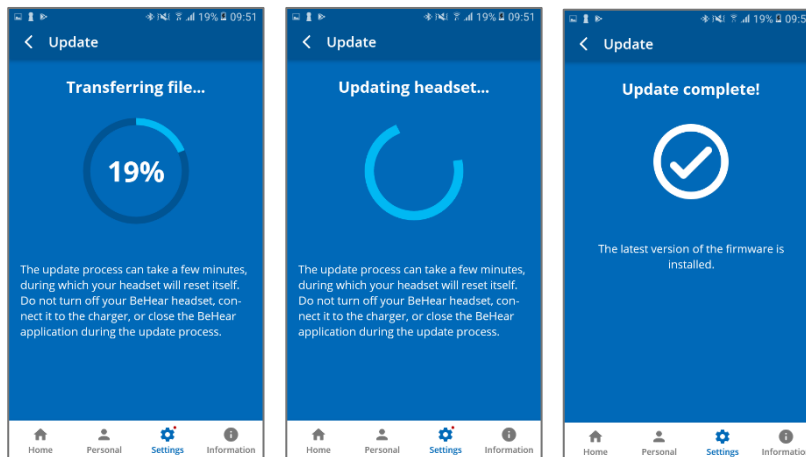 19% 09:51
Update
Transferring file...
19%
The update process can take a few minutes,
during which your headset will reset itself.
Do not turn off your BeHear headset, con-
nect it to the charger, or close the BeHear
application during the update process.
Home Personal Settings Information
19% 09:51
Update
Updating headset...
The update process can take a few minutes,
during which your headset will reset itself.
Do not turn off your BeHear headset, con-
nect it to the charger, or close the BeHear
application during the update process.
Home Personal Settings Information
19% 09:5
Update
Update complete!
The latest version of the firmware is
installed.
Home Personal Settings Information